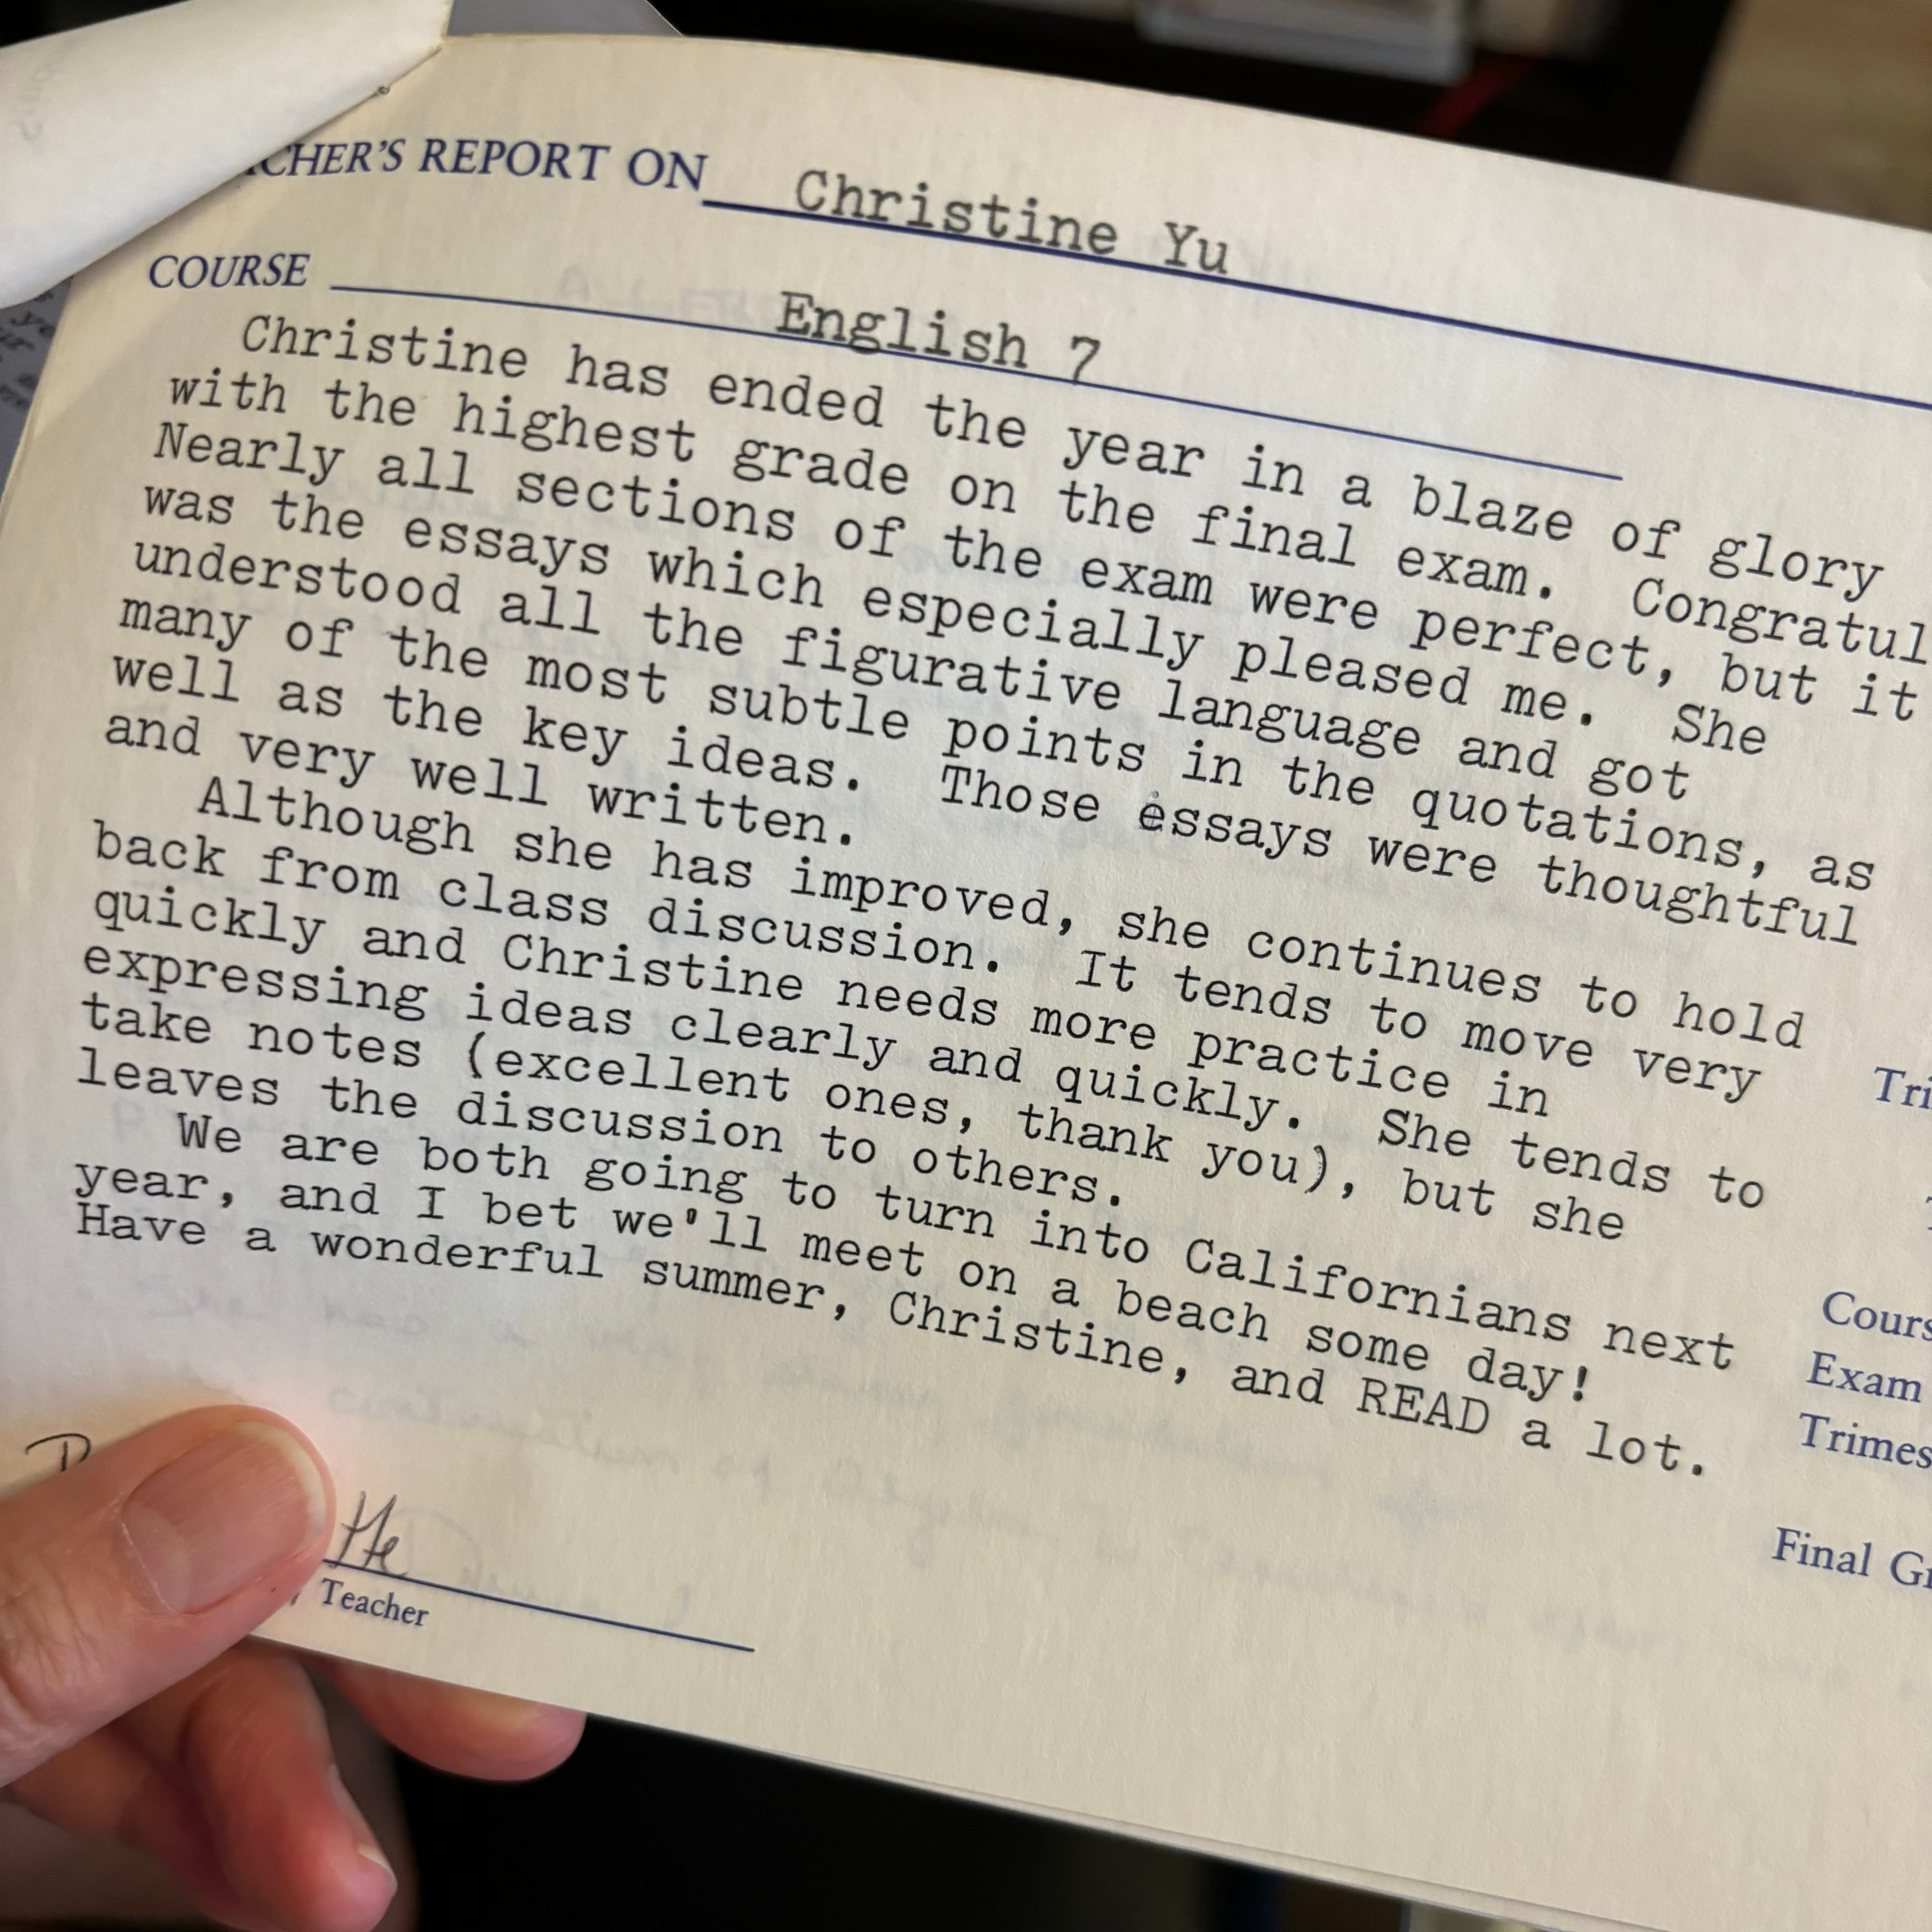 CHER'S REPORT ON Christine Yu
COURSE English 7
Christine has ended the year in a blaze of glory
with the highest grade on the final exam. Congratul
Nearly all sections of the exam were perfect, but it
was the essays which especially pleased me. She
understood all the figurative language and got
many of the most subtle points in the quotations, as
well as the key ideas. Those essays were thoughtful
and very well written.
Although she has improved, she continues to hold
back from class discussion. It tends to move very
quickly and Christine needs more practice in
expressing ideas clearly and quickly. She tends to
take notes (excellent ones, thank you), but she
leaves the discussion to others.
We are both going to turn into Californians next
year, and I bet we'll meet on a beach some day!
Have a wonderful summer, Christine, and READ a lot.
Tri
Cours
Exam
Trimes
Final Gr
Teacher